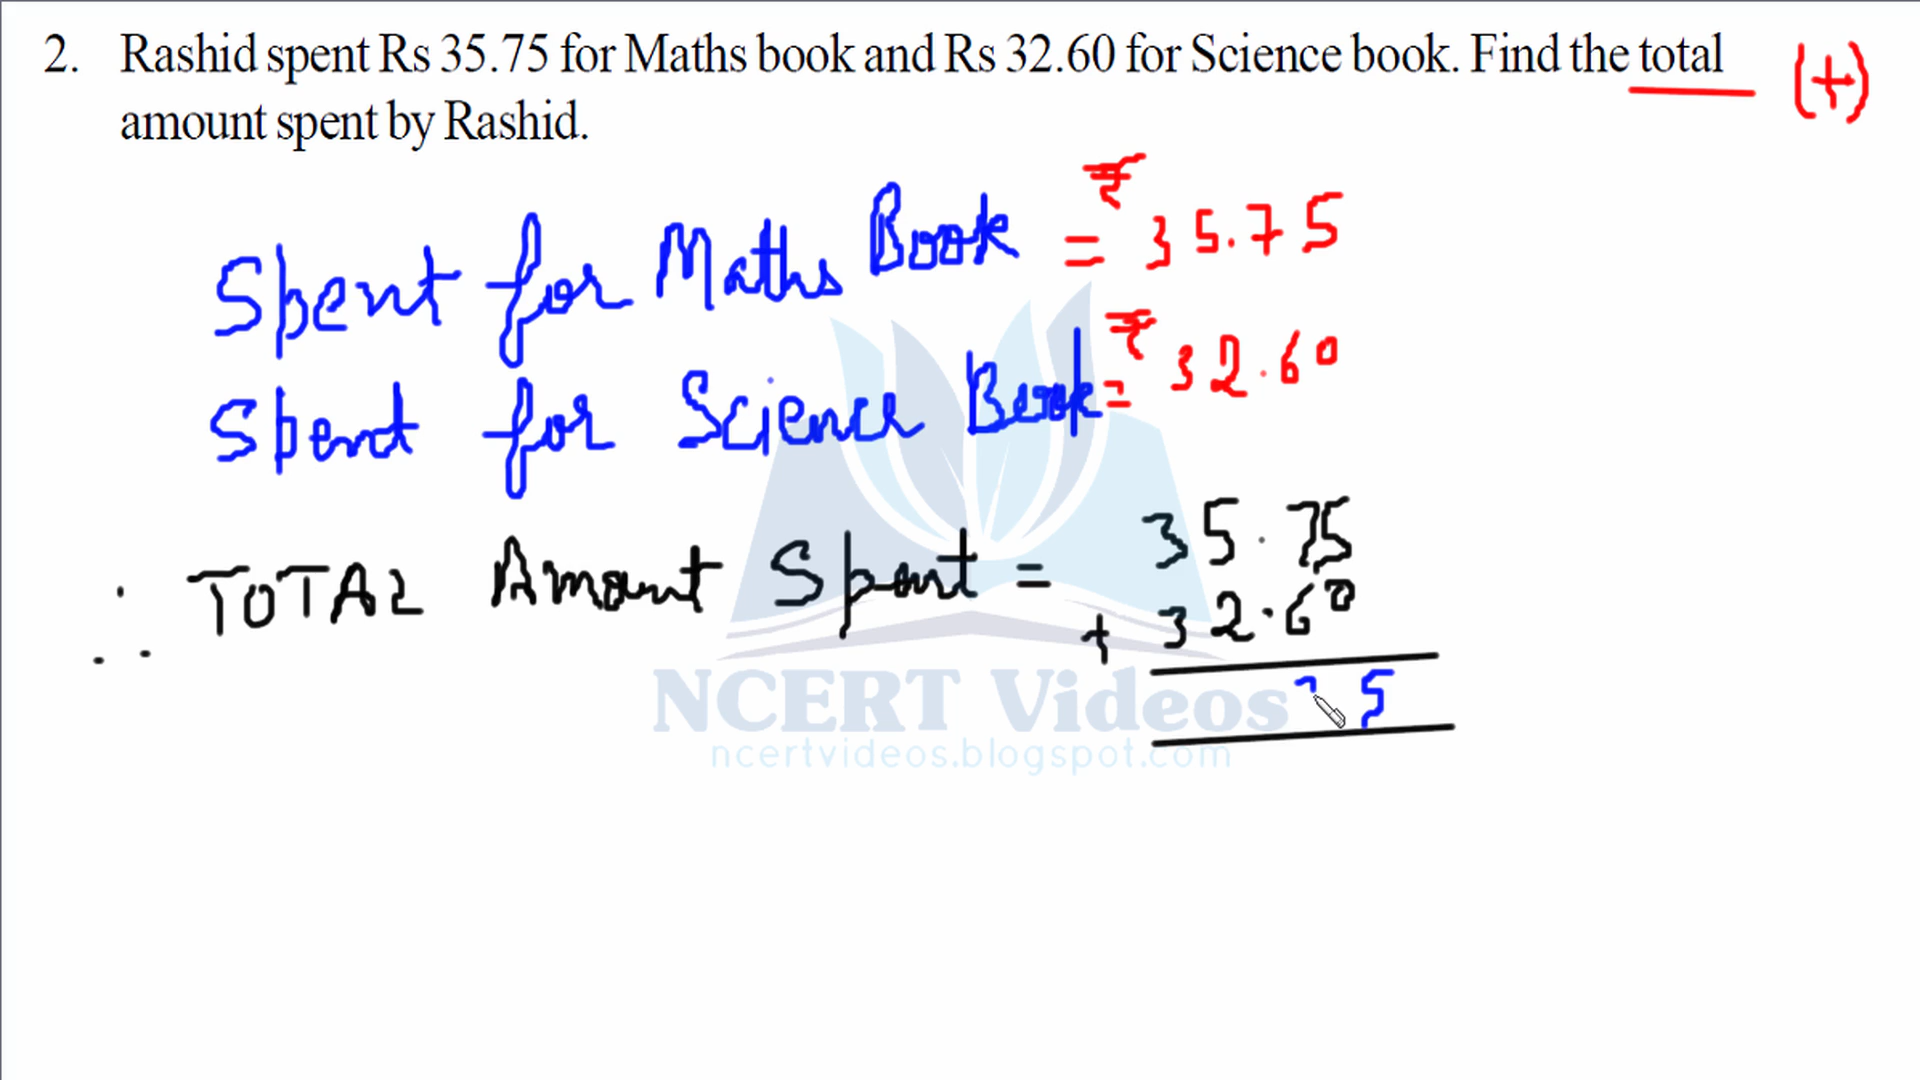 2. Rashid spent Rs 35.75 for Maths book and Rs 32.60 for Science book. Find the total (+)
amount spent by Rashid.
Spent for Maths Book = ₹ 35.75
Spent for Science Book = ₹ 32.60
∴ TOTAL Amount Spent = 35.75
+ 32.60
5
NCERT Videos
ncertvideos.blogspot.com